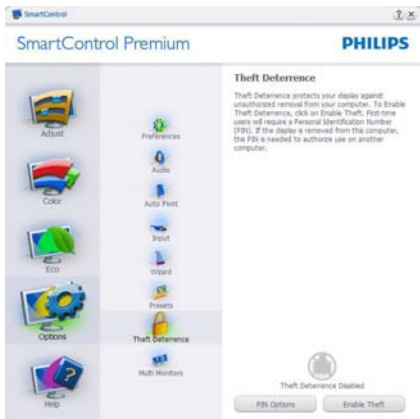 SmartControl
SmartControl Premium
PHILIPS
Adjust
Color
Eco
Options
Help
Preferences
Audio
Auto Pivot
Input
Wizard
Presets
Theft Deterrence
Multi Monitors
Theft Deterrence
Theft Deterrence protects your display against
unauthorized removal from your computer. To Enable
Theft Deterrence, click on Enable Theft. First-time
users will require a Personal Identification Number
(PIN). If the display is removed from this computer,
the PIN is needed to authorize use on another
computer.
Theft Deterrence Disabled
PIN Options
Enable Theft